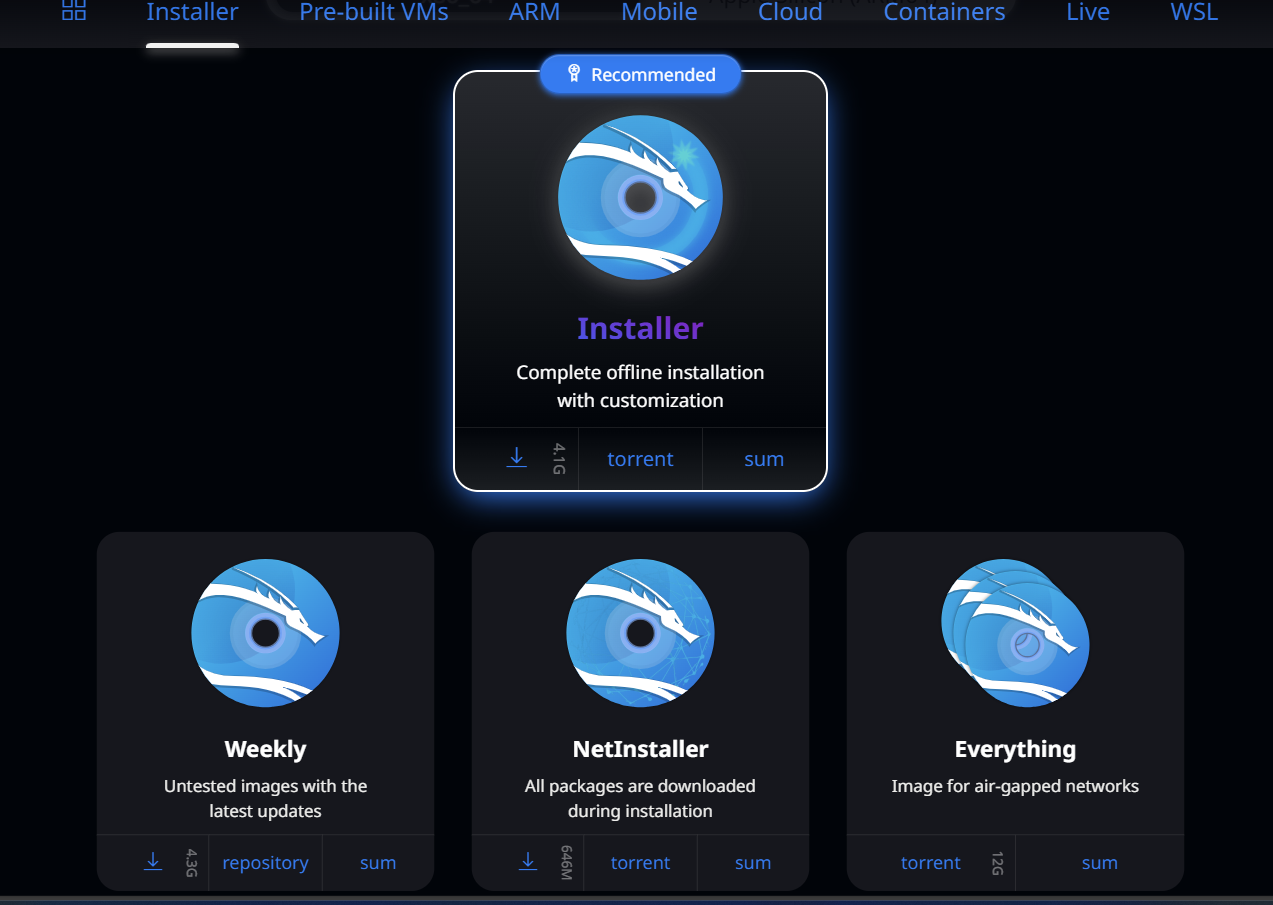 Installer
Pre-built VMs
ARM
Mobile
Cloud
Containers
Live
WSL
Recommended
Installer
Complete offline installation
with customization
4.1G
torrent
sum
Weekly
Untested images with the
latest updates
4.3G
repository
sum
NetInstaller
All packages are downloaded
during installation
646M
torrent
sum
Everything
Image for air-gapped networks
torrent
12G
sum